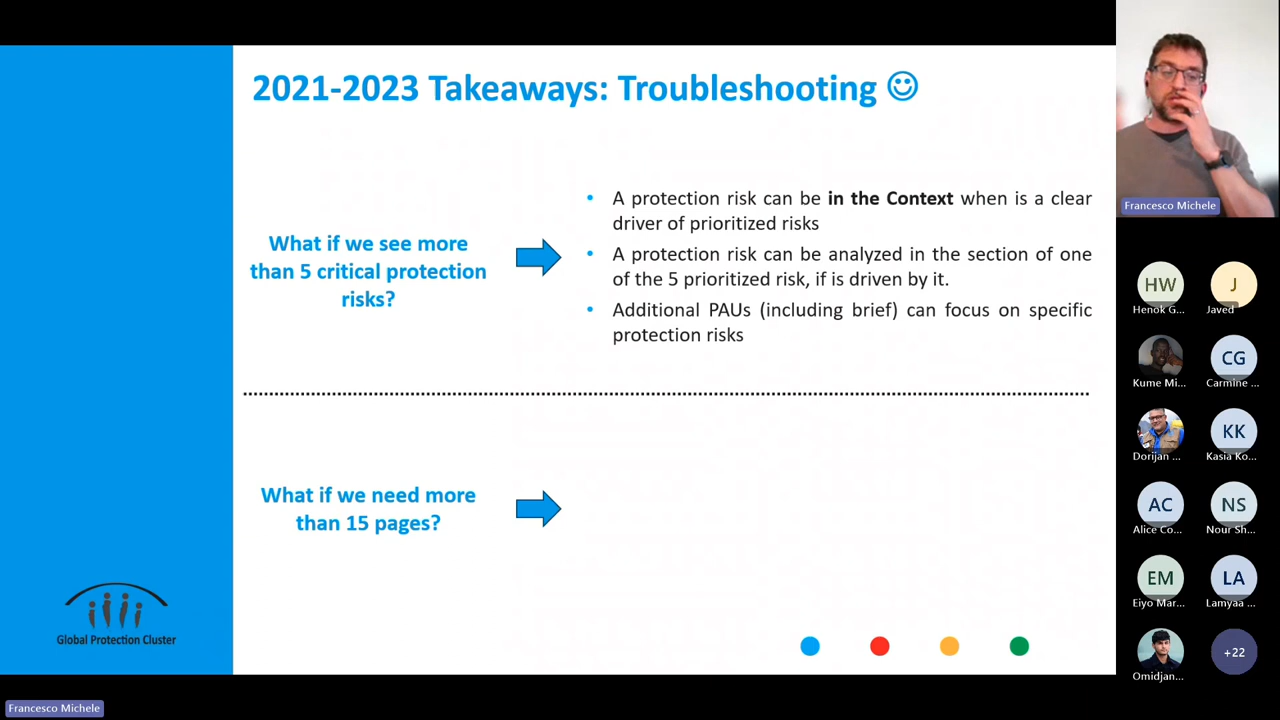 2021-2023 Takeaways: Troubleshooting ☺
What if we see more
than 5 critical protection
risks?
• A protection risk can be in the Context when is a clear
driver of prioritized risks
• A protection risk can be analyzed in the section of one
of the 5 prioritized risk, if is driven by it.
• Additional PAUs (including brief) can focus on specific
protection risks
What if we need more
than 15 pages?
Global Protection Cluster
Francesco Michele
HW
Henok G...
J
Javed
Kume Mi...
CG
Carmine ...
Dorijan ...
KK
Kasia Ko...
AC
Alice Co...
NS
Nour Sh...
EM
Eiyo Mar...
LA
Lamyaa ...
Omidjan...
+22
Francesco Michele